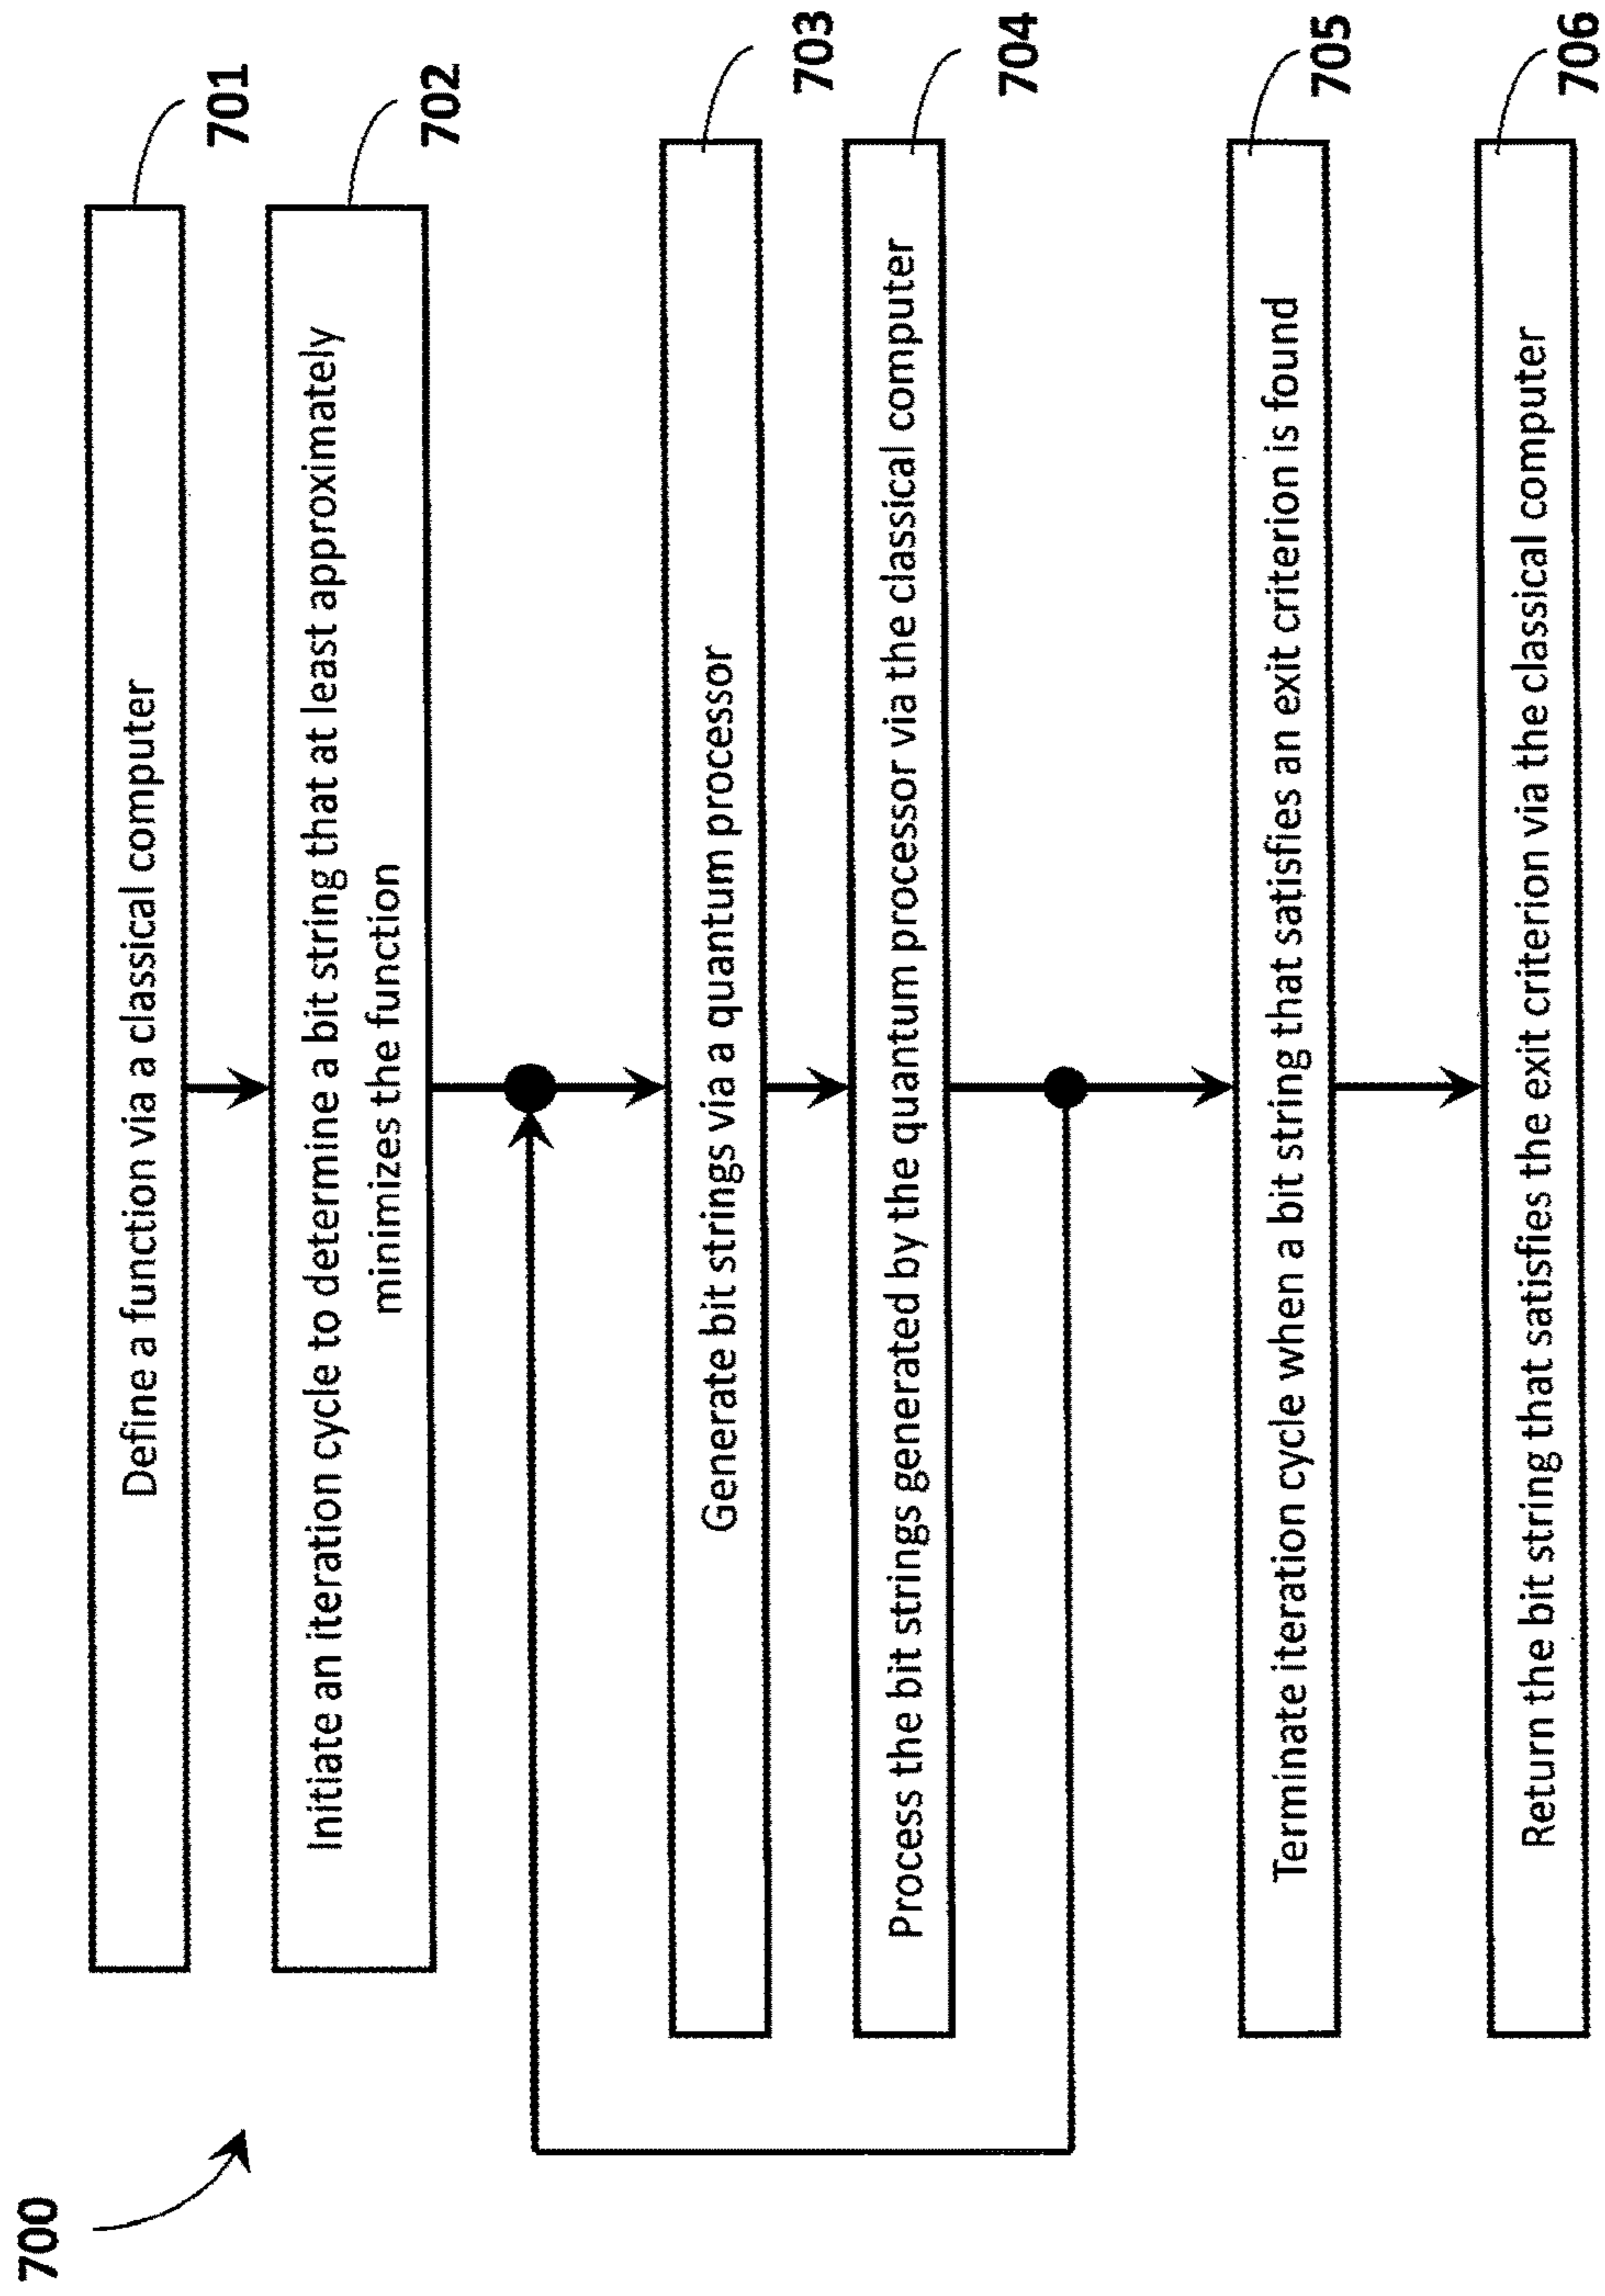 700
Define a function via a classical computer
701
Initiate an iteration cycle to determine a bit string that at least approximately
minimizes the function
702
Generate bit strings via a quantum processor
703
Process the bit strings generated by the quantum processor via the classical computer
704
Terminate iteration cycle when a bit string that satisfies an exit criterion is found
705
Return the bit string that satisfies the exit criterion via the classical computer
706